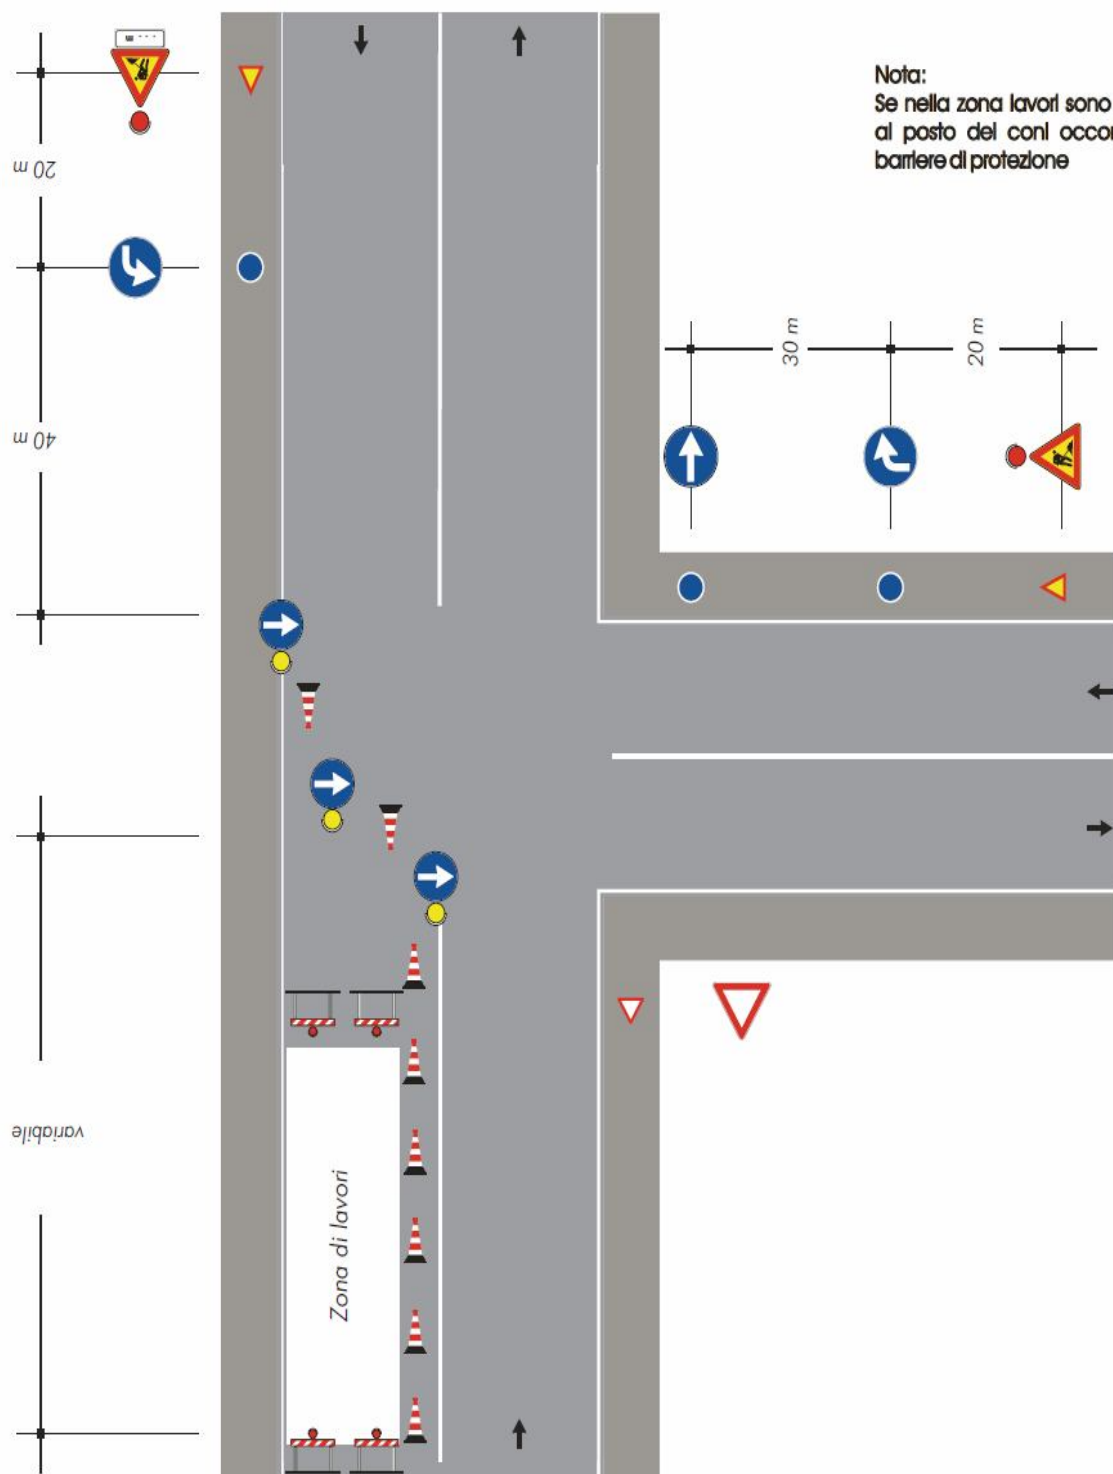 Nota:
Se nella zona lavori sono
al posto dei coni occor
barriere di protezione
20 m
30 m
20 m
40 m
variabile
Zona di lavori